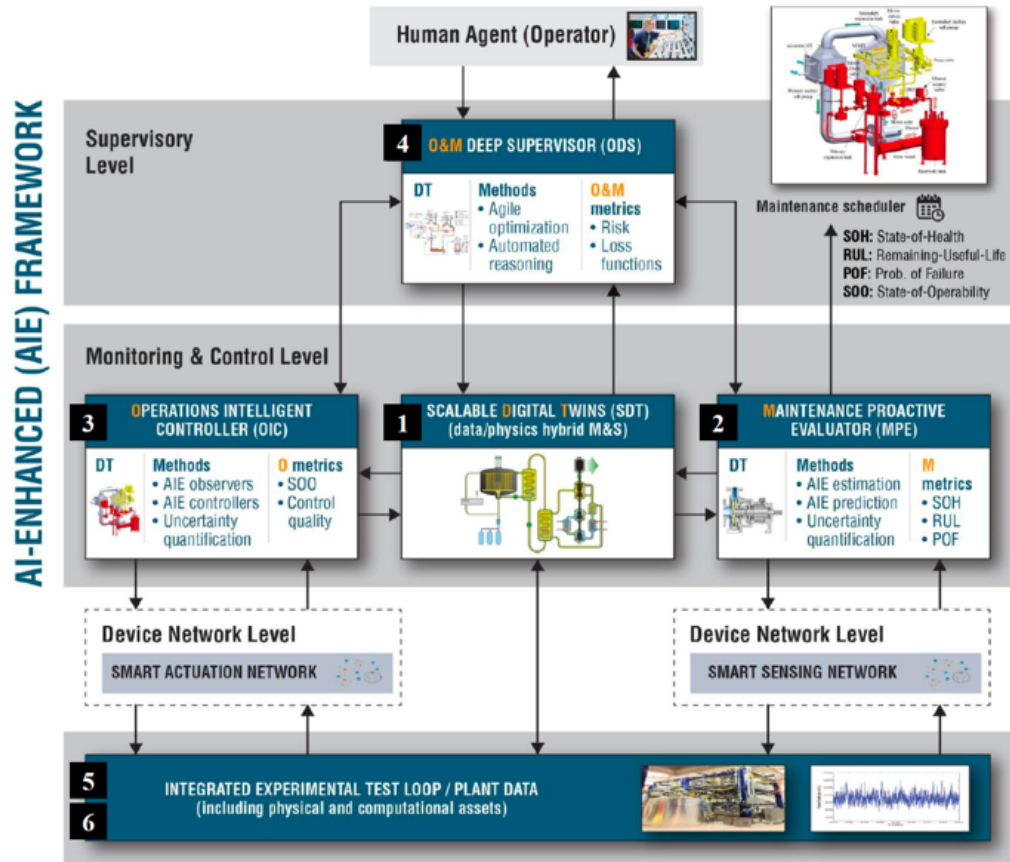 AI-ENHANCED (AIE) FRAMEWORK
Human Agent (Operator)
Supervisory
Level
4
O&M DEEP SUPERVISOR (ODS)
DT
Methods
• Agile
optimization
• Automated
reasoning
O&M
metrics
• Risk
• Loss
functions
Maintenance scheduler
SOH: State-of-Health
RUL: Remaining-Useful-Life
POF: Prob. of Failure
SOO: State-of-Operability
Monitoring & Control Level
3
OPERATIONS INTELLIGENT
CONTROLLER (OIC)
DT
Methods
• AIE observers
• AIE controllers
• Uncertainty
quantification
O metrics
• SOO
• Control
quality
1
SCALABLE DIGITAL TWINS (SDT)
(data/physics hybrid M&S)
2
MAINTENANCE PROACTIVE
EVALUATOR (MPE)
DT
Methods
• AIE estimation
• AIE prediction
• Uncertainty
quantification
M
metrics
• SOH
• RUL
• POF
Device Network Level
SMART ACTUATION NETWORK
Device Network Level
SMART SENSING NETWORK
5
6
INTEGRATED EXPERIMENTAL TEST LOOP / PLANT DATA
(including physical and computational assets)